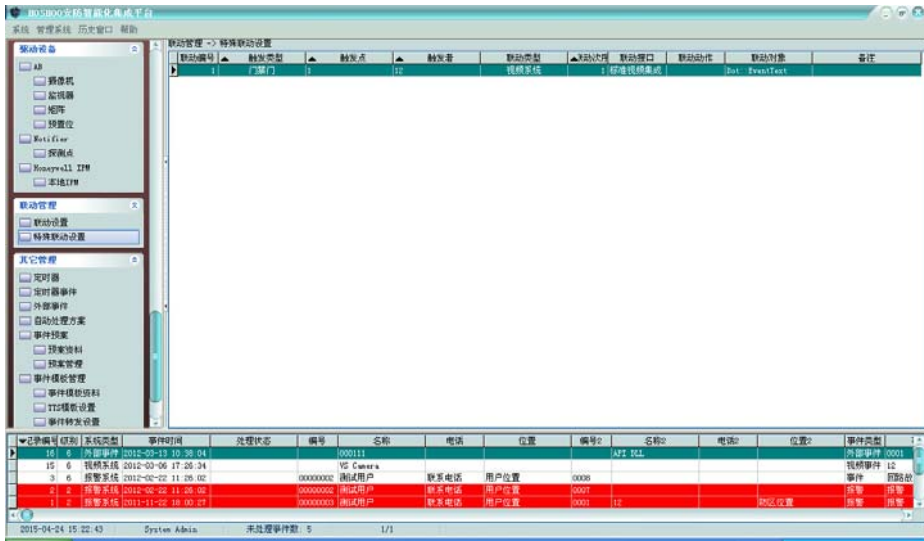 HOSHOO安防智能化集成平台
系统 管理系统 历史窗口 帮助
驱动设备
AB
摄像机
监视器
矩阵
预置位
Notifier
探测点
Honeywell IPM
本地IPM
联动管理
联动设置
特殊联动设置
其它管理
定时器
定时器事件
外部事件
自动处理方案
事件预案
预案资料
预案管理
事件模板管理
事件模板资料
TTS模板设置
事件转发设置
联动管理 -> 特殊联动设置
联动编号 触发类型 触发点 触发者 联动类型 联动次序 联动接口 联动动作 联动对象 备注
1 门禁门 1 12 视频系统 1 标准视频集成 Dot: EventText
记录编号 级别 系统类型 事件时间 处理状态 编号 名称 电话 位置 编号2 名称2 电话2 位置2 事件类型
16 6 外部事件 2012-03-13 10:38:04 000111 API DLL 外部事件 0001
15 6 视频系统 2012-03-06 17:26:34 VS Camera 视频事件 12
3 6 报警系统 2012-02-22 11:26:02 00000002 测试用户 联系电话 用户位置 0008 事件 回路故
2 2 报警系统 2012-02-22 11:26:02 00000002 测试用户 联系电话 用户位置 0007 报警 报警
1 2 报警系统 2011-11-22 18:00:27 00000003 测试用户 联系电话 用户位置 0001 12 防区位置 报警 报警
2015-04-24 15:22:43 System Admin 未处理事件数: 5 1/1